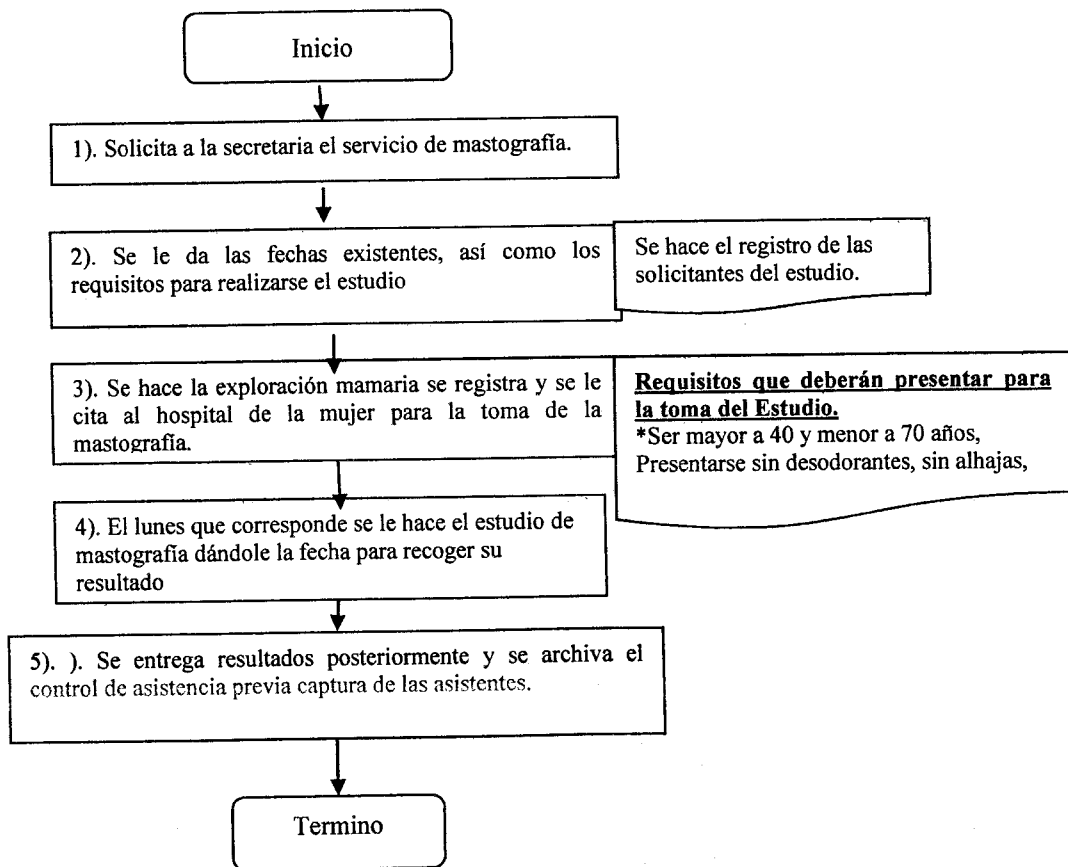 Inicio
1). Solicita a la secretaria el servicio de mastografía.
2). Se le da las fechas existentes, así como los
requisitos para realizarse el estudio
Se hace el registro de las
solicitantes del estudio.
3). Se hace la exploración mamaria se registra y se le
cita al hospital de la mujer para la toma de la
mastografía.
Requisitos que deberán presentar para
la toma del Estudio.
*Ser mayor a 40 y menor a 70 años,
Presentarse sin desodorantes, sin alhajas,
4). El lunes que corresponde se le hace el estudio de
mastografía dándole la fecha para recoger su
resultado
5). ). Se entrega resultados posteriormente y se archiva el
control de asistencia previa captura de las asistentes.
Termino